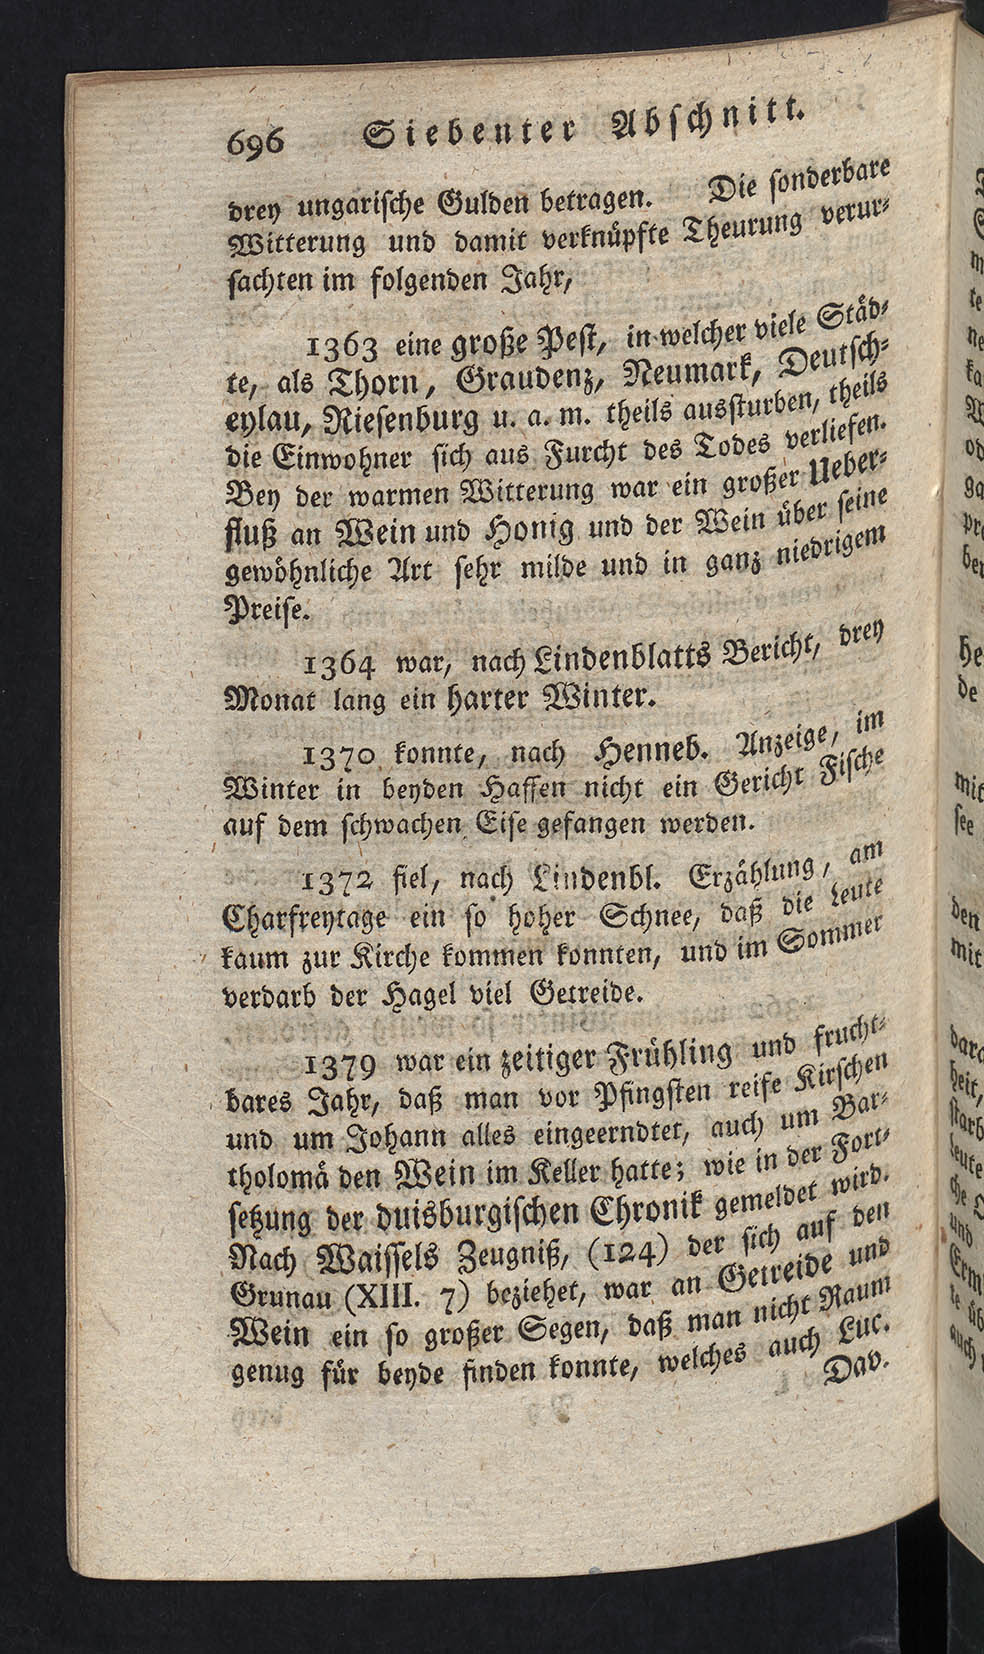 696 Siebenter Abschnitt.
drey ungarische Gulden betragen. Die sonderbare
Witterung und damit verknüpfte Theurung verur-
sachten im folgenden Jahr,
1363 eine große Pest, in welcher viele Städ-
te, als Thorn, Graudenz, Neumark, Deutsch-
eylau, Riesenburg u. a. m. theils aussturben, theils
die Einwohner sich aus Furcht des Todes verliefen.
Bey der warmen Witterung war ein großer Ueber-
fluß an Wein und Honig und der Wein über seine
gewöhnliche Art sehr milde und in ganz niedrigem
Preise.
1364 war, nach Lindenblatts Bericht, drey
Monat lang ein harter Winter.
1370 konnte, nach Henneb. Anzeige, im
Winter in beyden Haffen nicht ein Gericht Fische
auf dem schwachen Eise gefangen werden.
1372 fiel, nach Lindenbl. Erzählung, am
Charfreytage ein so hoher Schnee, daß die Leute
kaum zur Kirche kommen konnten, und im Sommer
verdarb der Hagel viel Getreide.
1379 war ein zeitiger Frühling und frucht-
bares Jahr, daß man vor Pfingsten reife Kirschen
und um Johann alles eingeerndtet, auch um Bar-
tholomä den Wein im Keller hatte; wie in der Fort-
setzung der duisburgischen Chronik gemeldet wird.
Nach Waissels Zeugniß, (124) der sich auf den
Grunau (XIII. 7) beziehet, war an Getreide und
Wein ein so großer Segen, daß man nicht Raum
genug für beyde finden konnte, welches auch Luc.
Dav.